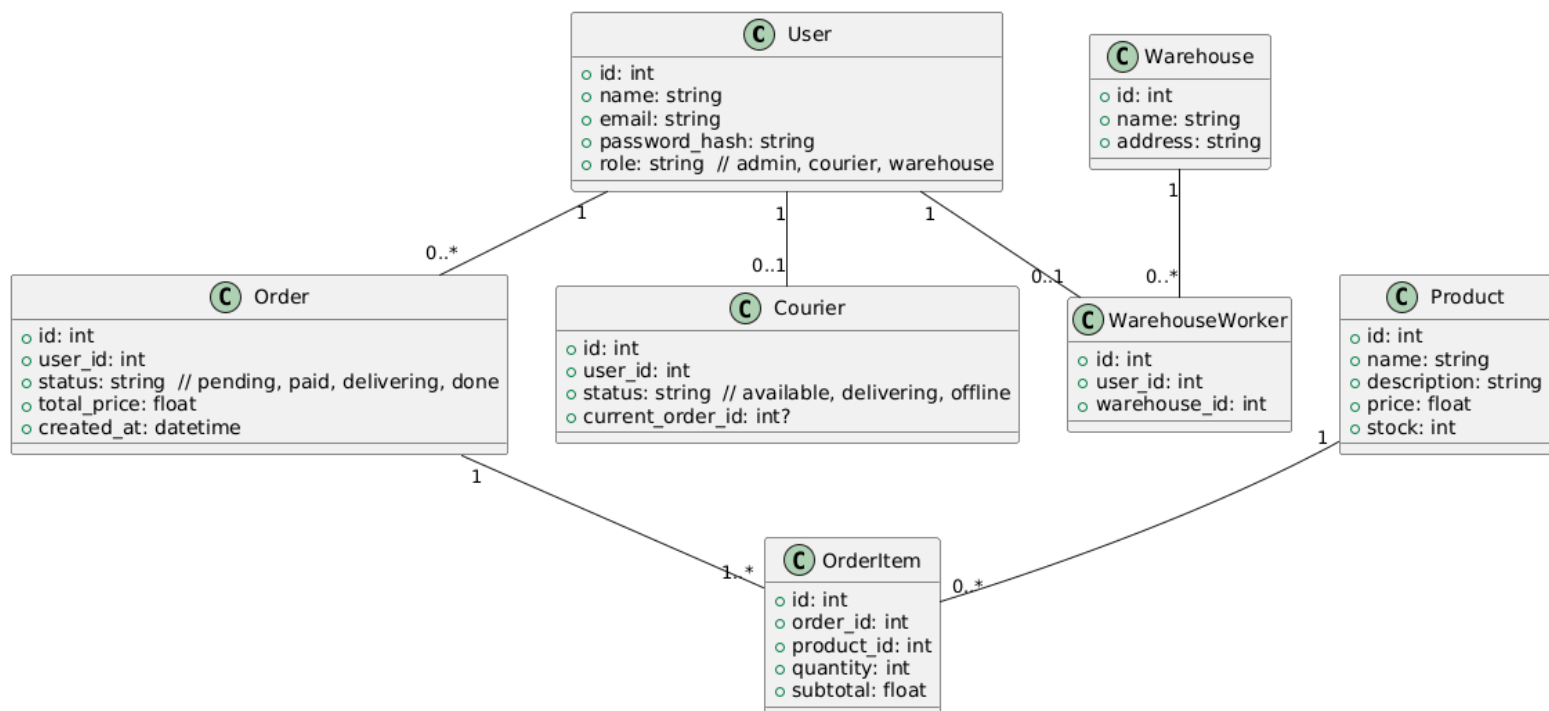 C User
+ id: int
+ name: string
+ email: string
+ password_hash: string
+ role: string // admin, courier, warehouse
C Warehouse
+ id: int
+ name: string
+ address: string
1
1
1
1
0..*
0..1
0..1
0..*
C Order
+ id: int
+ user_id: int
+ status: string // pending, paid, delivering, done
+ total_price: float
+ created_at: datetime
C Courier
+ id: int
+ user_id: int
+ status: string // available, delivering, offline
+ current_order_id: int?
C WarehouseWorker
+ id: int
+ user_id: int
+ warehouse_id: int
C Product
+ id: int
+ name: string
+ description: string
+ price: float
+ stock: int
1
1
1..*
0..*
C OrderItem
+ id: int
+ order_id: int
+ product_id: int
+ quantity: int
+ subtotal: float